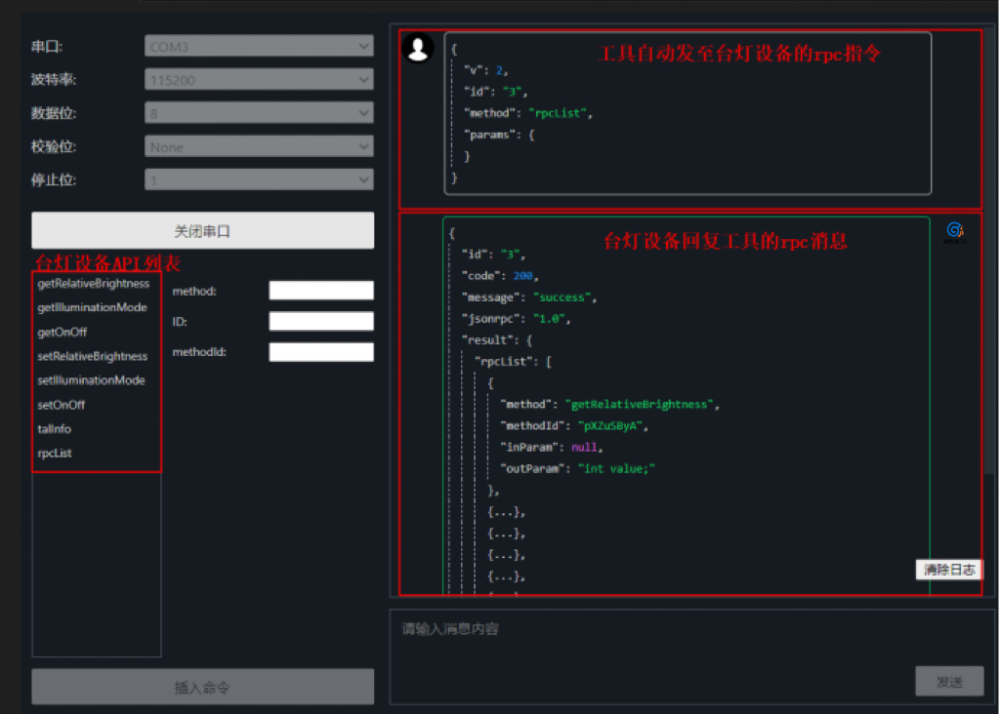 串口:
COM3
波特率:
115200
数据位:
8
校验位:
None
停止位:
1
关闭串口
台灯设备API列表
getRelativeBrightness
getIlluminationMode
getOnOff
setRelativeBrightness
setIlluminationMode
setOnOff
talInfo
rpcList
method:
ID:
methodId:
插入命令
工具自动发至台灯设备的rpc指令
{
"v": 2,
"id": "3",
"method": "rpcList",
"params": {
}
}
台灯设备回复工具的rpc消息
{
"id": "3",
"code": 200,
"message": "success",
"jsonrpc": "1.0",
"result": {
"rpcList": [
{
"method": "getRelativeBrightness",
"methodId": "pXZuSByA",
"inParam": null,
"outParam": "int value;"
},
{...},
{...},
{...},
{...},
清除日志
请输入消息内容
发送